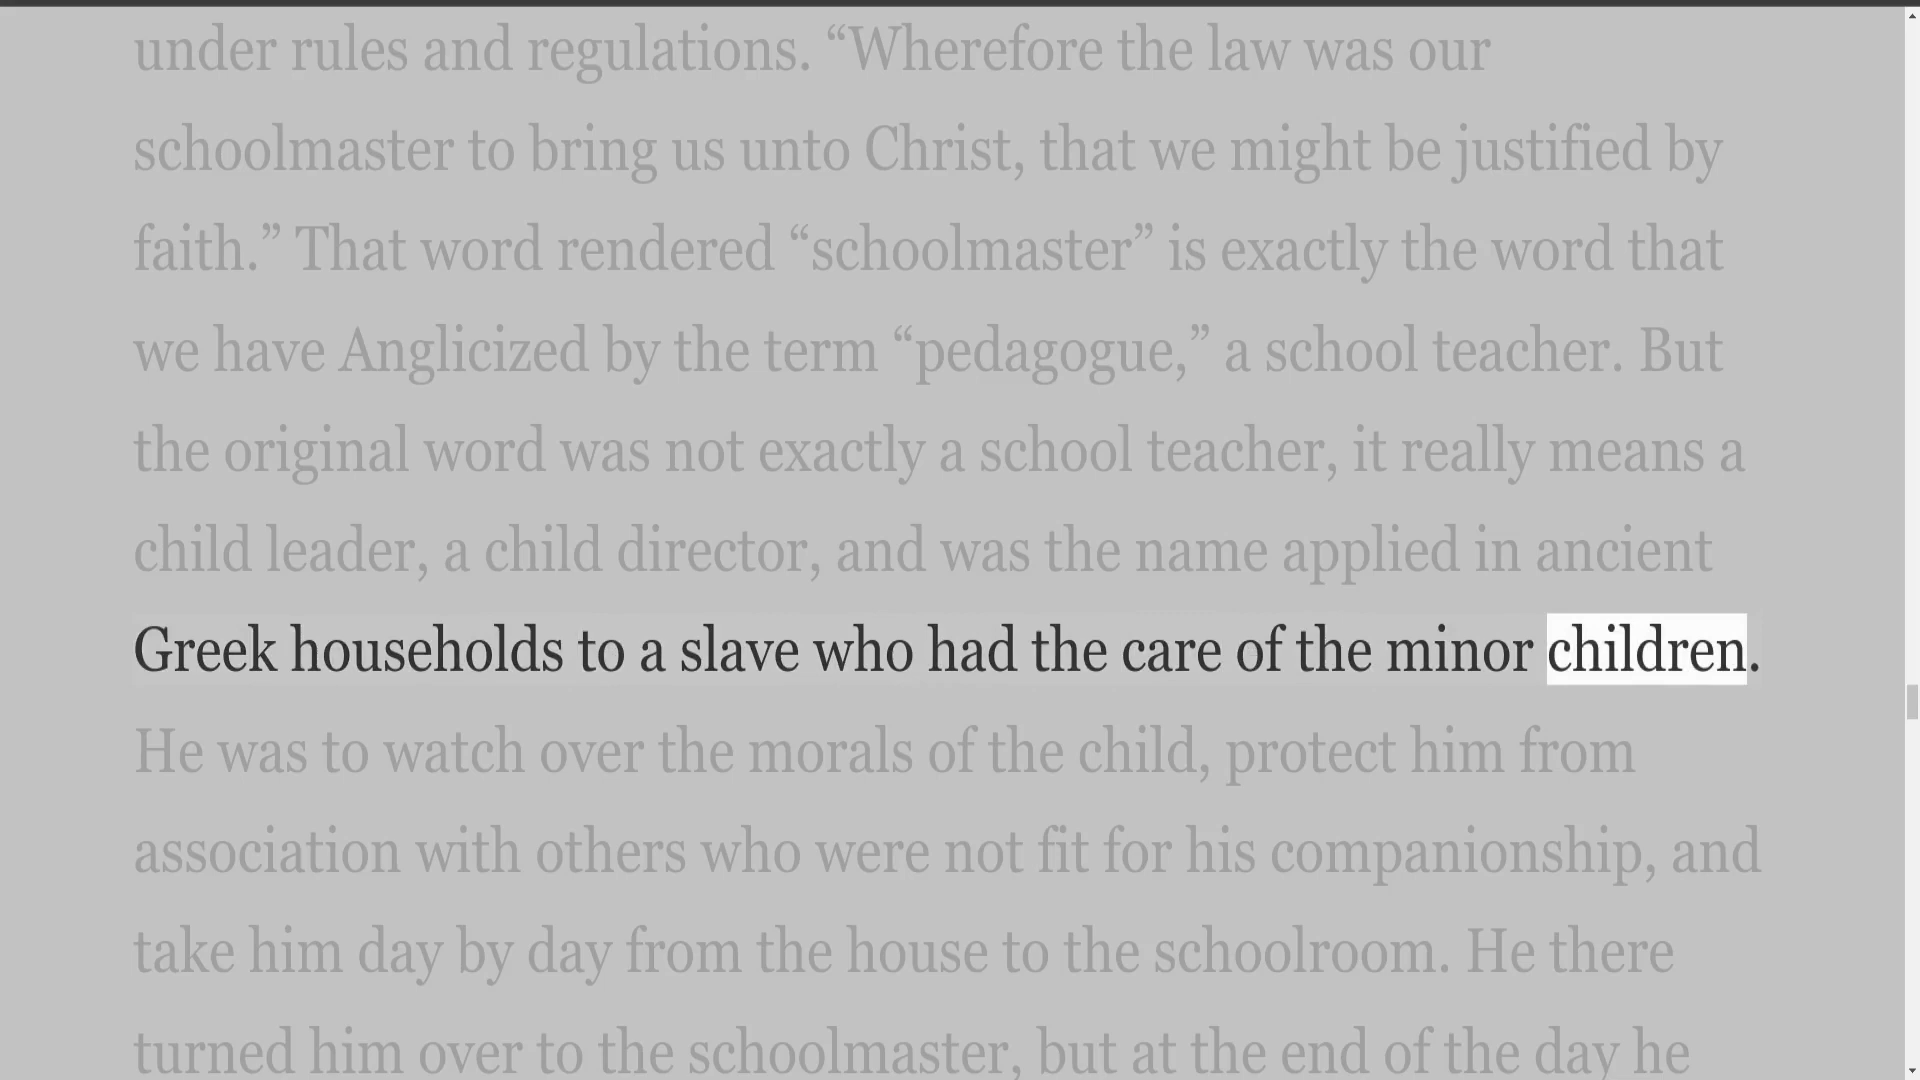 under rules and regulations. “Wherefore the law was our
schoolmaster to bring us unto Christ, that we might be justified by
faith.” That word rendered “schoolmaster” is exactly the word that
we have Anglicized by the term “pedagogue,” a school teacher. But
the original word was not exactly a school teacher, it really means a
child leader, a child director, and was the name applied in ancient
Greek households to a slave who had the care of the minor children.
He was to watch over the morals of the child, protect him from
association with others who were not fit for his companionship, and
take him day by day from the house to the schoolroom. He there
turned him over to the schoolmaster, but at the end of the day he